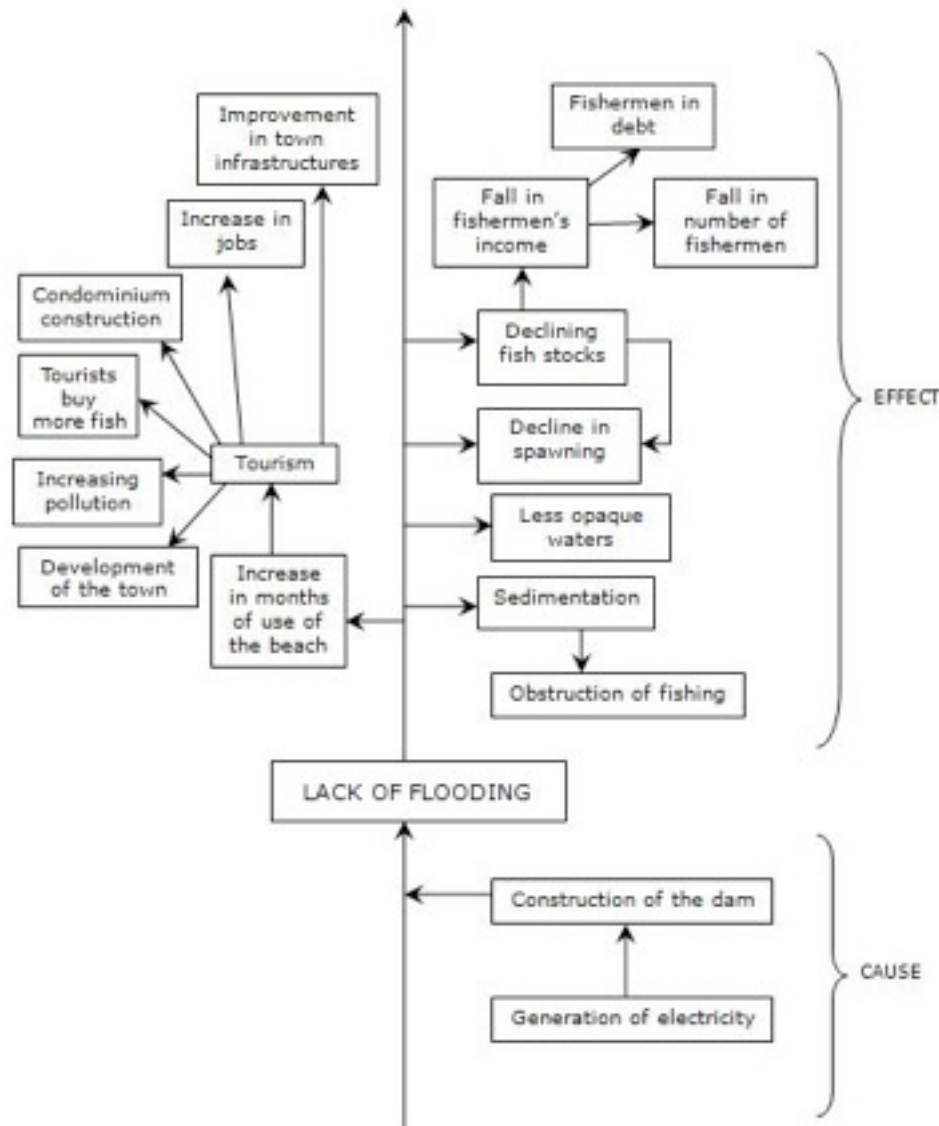 Improvement
in town
infrastructures
Increase in
jobs
Condominium
construction
Tourists
buy
more fish
Tourism
Increasing
pollution
Development
of the town
Increase
in months
of use of
the beach
Fishermen in
debt
Fall in
fishermen's
income
Fall in
number of
fishermen
Declining
fish stocks
Decline in
spawning
Less opaque
waters
Sedimentation
Obstruction of fishing
EFFECT
LACK OF FLOODING
Construction of the dam
Generation of electricity
CAUSE